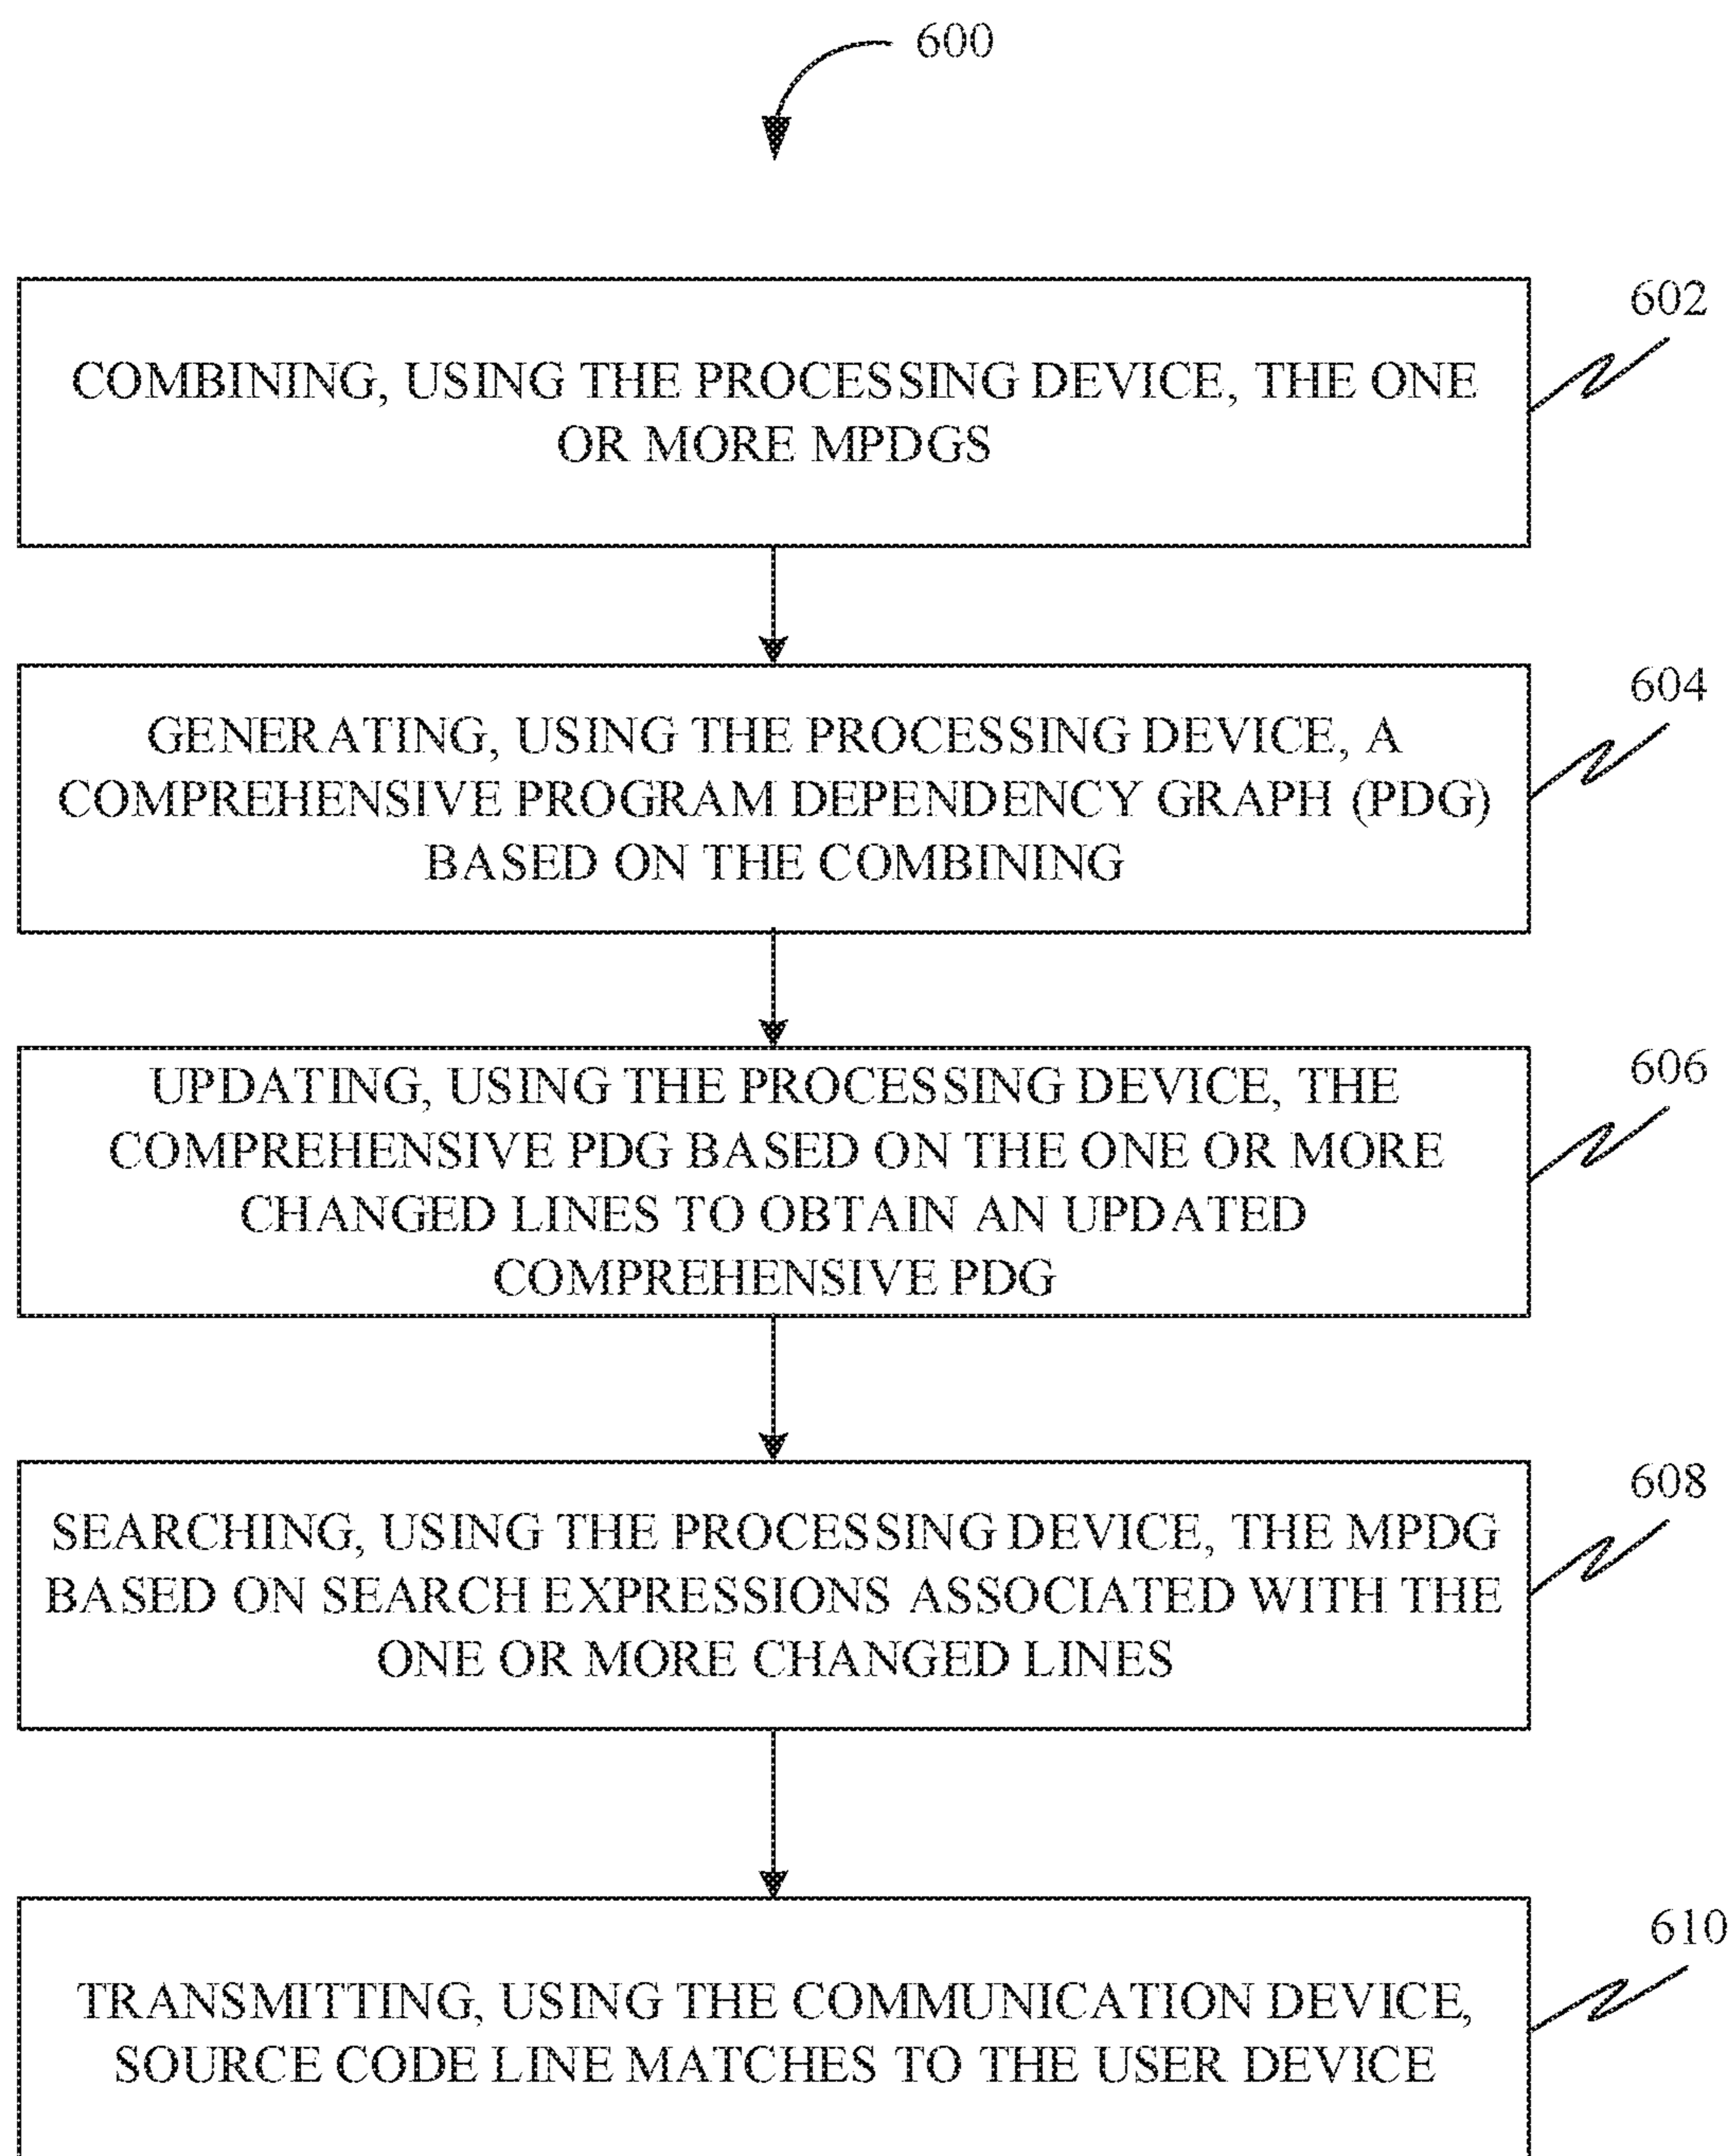 600
602
COMBINING, USING THE PROCESSING DEVICE, THE ONE
OR MORE MPDGS
604
GENERATING, USING THE PROCESSING DEVICE, A
COMPREHENSIVE PROGRAM DEPENDENCY GRAPH (PDG)
BASED ON THE COMBINING
606
UPDATING, USING THE PROCESSING DEVICE, THE
COMPREHENSIVE PDG BASED ON THE ONE OR MORE
CHANGED LINES TO OBTAIN AN UPDATED
COMPREHENSIVE PDG
608
SEARCHING, USING THE PROCESSING DEVICE, THE MPDG
BASED ON SEARCH EXPRESSIONS ASSOCIATED WITH THE
ONE OR MORE CHANGED LINES
610
TRANSMITTING, USING THE COMMUNICATION DEVICE,
SOURCE CODE LINE MATCHES TO THE USER DEVICE